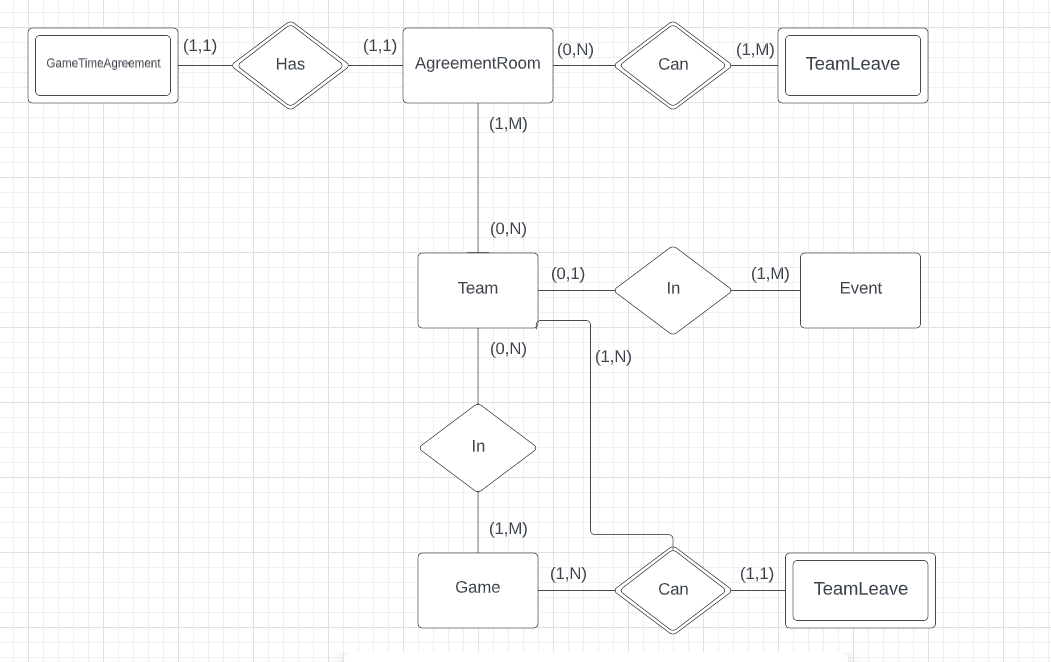 GameTimeAgreement (1,1) Has (1,1) AgreementRoom (0,N) Can (1,M) TeamLeave
(1,M)
(0,N)
Team (0,1) In (1,M) Event
(0,N) (1,N)
In
(1,M)
Game (1,N) Can (1,1) TeamLeave